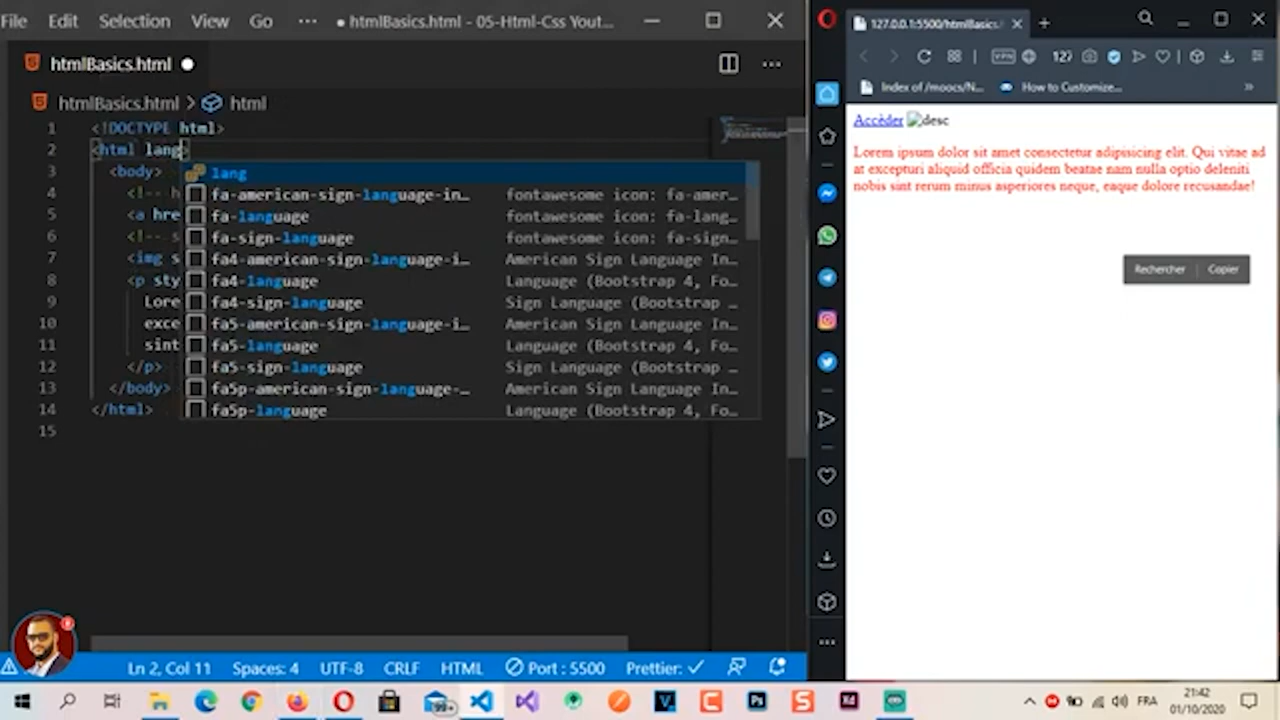 File Edit Selection View Go ··· ● htmlBasics.html - 05-Html-Css Yout...
htmlBasics.html ●
htmlBasics.html > html
1 <!DOCTYPE html>
2 <html lang>
3 <body>
lang
4 <!-- h
fa-american-sign-language-in… fontawesome icon: fa-amer…
5 <a hre
fa-language fontawesome icon: fa-lang…
6 <!-- s
fa-sign-language fontawesome icon: fa-sign…
7 <img s
fa4-american-sign-language-i… American Sign Language In…
8 <p sty
fa4-language Language (Bootstrap 4, Fo…
9 Lore
fa4-sign-language Sign Language (Bootstrap …
10 exce
fa5-american-sign-language-i… American Sign Language In…
11 sint
fa5-language Language (Bootstrap 4, Fo…
12 </p>
fa5-sign-language Sign Language (Bootstrap …
13 </body>
fa5p-american-sign-language-… American Sign Language In…
14 </html>
fa5p-language Language (Bootstrap 4, Fo…
15
Ln 2, Col 11 Spaces: 4 UTF-8 CRLF HTML Port : 5500 Prettier: ✓
127.0.0.1:5500/htmlBasics.
VPN 127
Index of /moocs/N... How to Customize... »
Accèder desc
Lorem ipsum dolor sit amet consectetur adipisicing elit. Qui vitae ad
at excepturi aliquid officia quidem beatae nam nulla optio deleniti
nobis sint rerum minus asperiores neque, eaque dolore recusandae!
Rechercher Copier
99+
FRA
21:42
01/10/2020